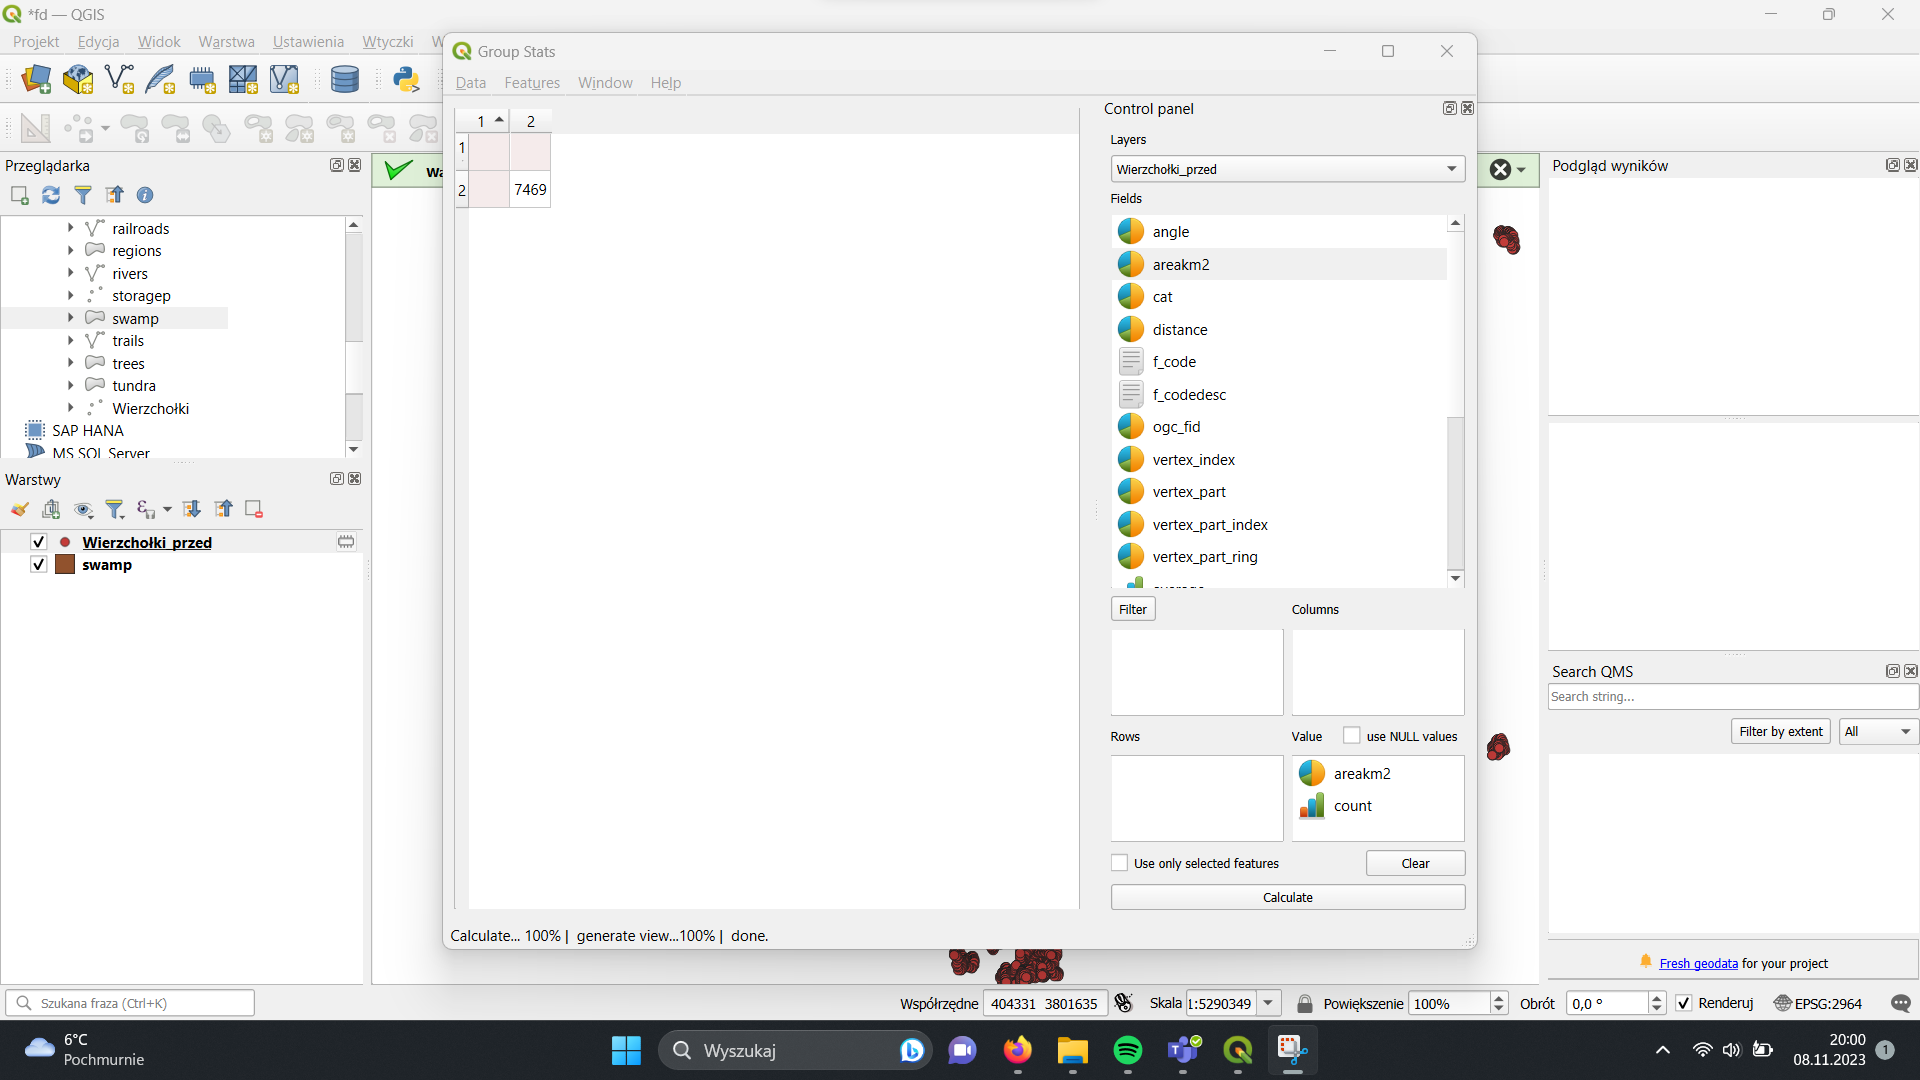 *fd — QGIS
Projekt Edycja Widok Warstwa Ustawienia Wtyczki W
Group Stats
Data Features Window Help
1 2
1
2 7469
Control panel
Layers
Wierzchołki_przed
Fields
angle
areakm2
cat
distance
f_code
f_codedesc
ogc_fid
vertex_index
vertex_part
vertex_part_index
vertex_part_ring
average
Filter
Columns
Rows
Value
use NULL values
areakm2
count
Use only selected features
Clear
Calculate
Calculate... 100% | generate view...100% | done.
Przeglądarka
railroads
regions
rivers
storagep
swamp
trails
trees
tundra
Wierzchołki
SAP HANA
MS SQL Server
Warstwy
Wierzchołki_przed
swamp
Wa
Podgląd wyników
Search QMS
Search string...
Filter by extent
All
Fresh geodata for your project
Szukana fraza (Ctrl+K)
Współrzędne 404331 3801635
Skala 1:5290349
Powiększenie 100%
Obrót 0,0 °
Renderuj
EPSG:2964
6°C
Pochmurnie
Wyszukaj
20:00
08.11.2023
1